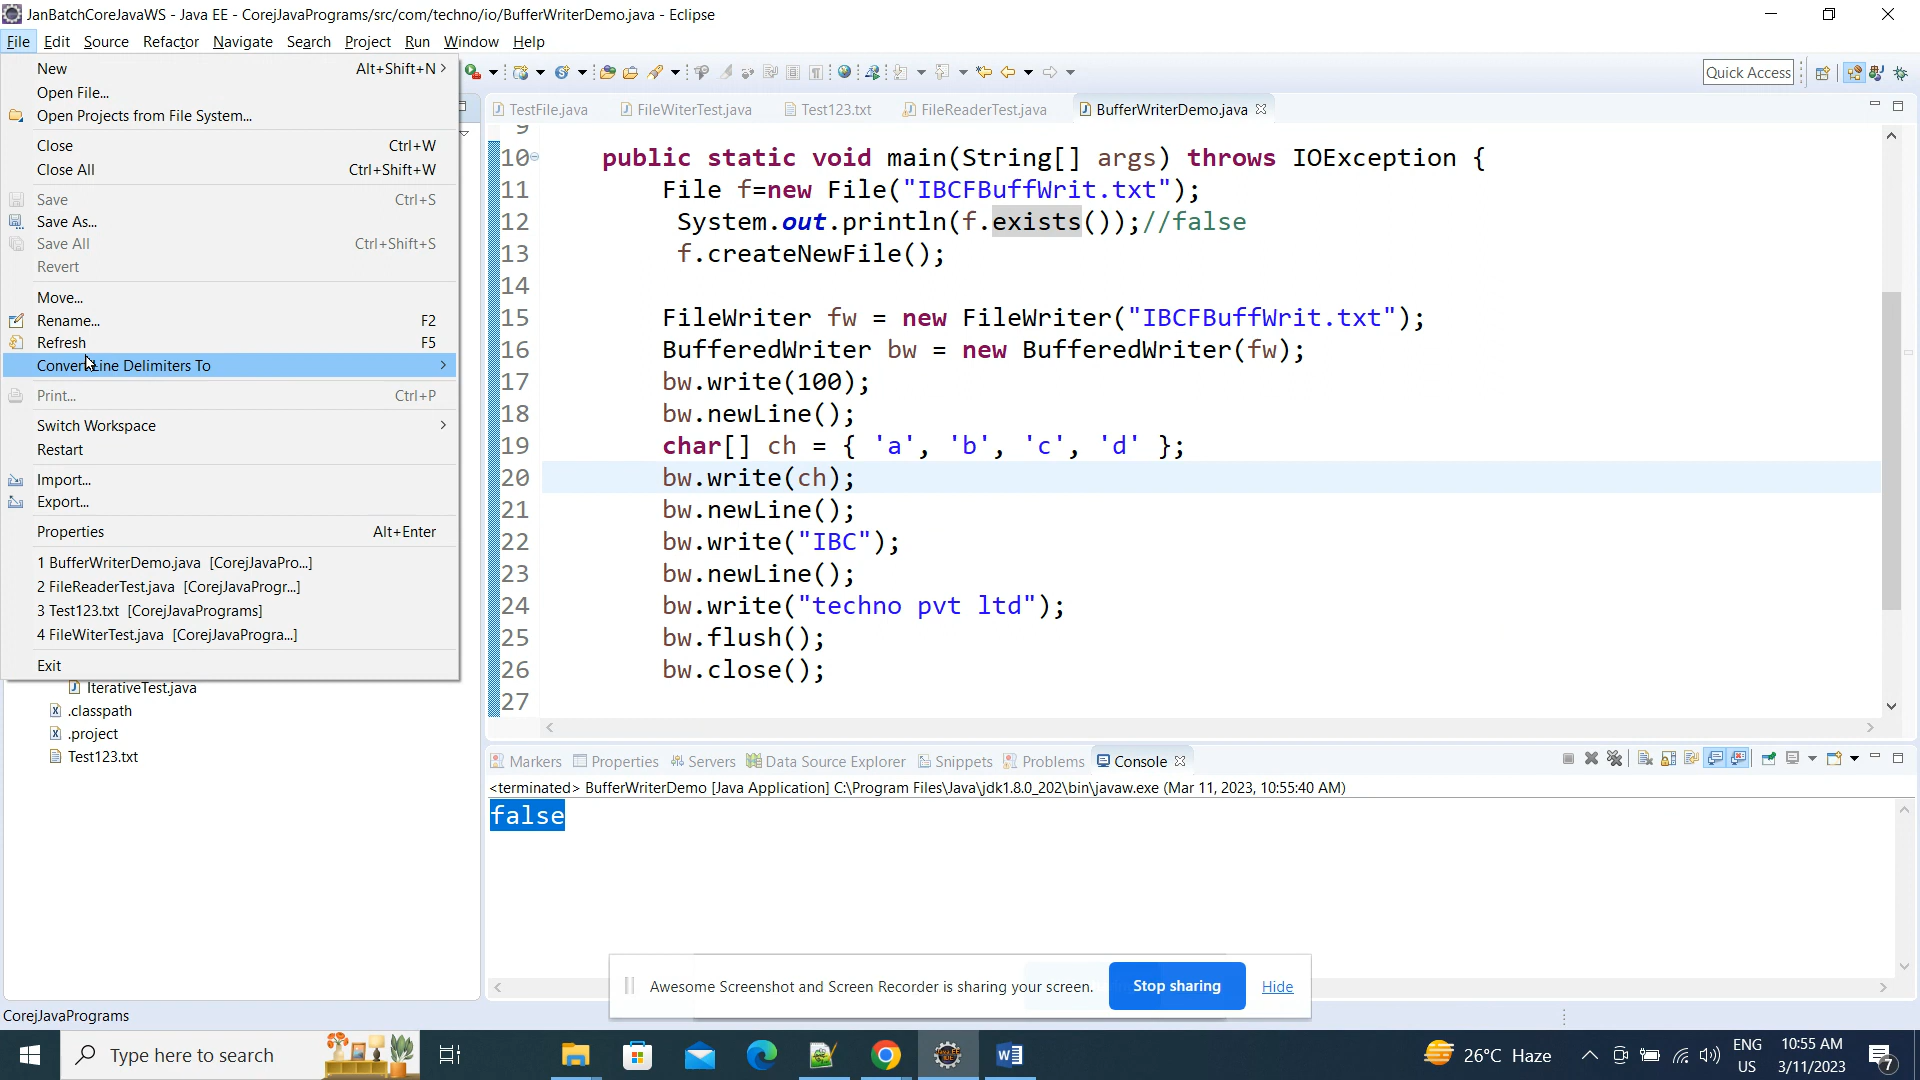 JanBatchCoreJavaWS - Java EE - CorejJavaPrograms/src/com/techno/io/BufferWriterDemo.java - Eclipse
File Edit Source Refactor Navigate Search Project Run Window Help
New Alt+Shift+N
Open File...
Open Projects from File System...
Close Ctrl+W
Close All Ctrl+Shift+W
Save Ctrl+S
Save As...
Save All Ctrl+Shift+S
Revert
Move...
Rename... F2
Refresh F5
Convert Line Delimiters To
Print... Ctrl+P
Switch Workspace
Restart
Import...
Export...
Properties Alt+Enter
1 BufferWriterDemo.java [CorejJavaPro...]
2 FileReaderTest.java [CorejJavaProgr...]
3 Test123.txt [CorejJavaPrograms]
4 FileWiterTest.java [CorejJavaProgra...]
Exit
IterativeTest.java
.classpath
.project
Test123.txt
Quick Access
TestFile.java FileWiterTest.java Test123.txt FileReaderTest.java BufferWriterDemo.java
9
10 public static void main(String[] args) throws IOException {
11 File f=new File("IBCFBuffWrit.txt");
12 System.out.println(f.exists());//false
13 f.createNewFile();
14
15 FileWriter fw = new FileWriter("IBCFBuffWrit.txt");
16 BufferedWriter bw = new BufferedWriter(fw);
17 bw.write(100);
18 bw.newLine();
19 char[] ch = { 'a', 'b', 'c', 'd' };
20 bw.write(ch);
21 bw.newLine();
22 bw.write("IBC");
23 bw.newLine();
24 bw.write("techno pvt ltd");
25 bw.flush();
26 bw.close();
27
Markers Properties Servers Data Source Explorer Snippets Problems Console
<terminated> BufferWriterDemo [Java Application] C:\Program Files\Java\jdk1.8.0_202\bin\javaw.exe (Mar 11, 2023, 10:55:40 AM)
false
Awesome Screenshot and Screen Recorder is sharing your screen. Stop sharing Hide
CorejJavaPrograms
Type here to search
26°C Haze
ENG
US
10:55 AM
3/11/2023
7